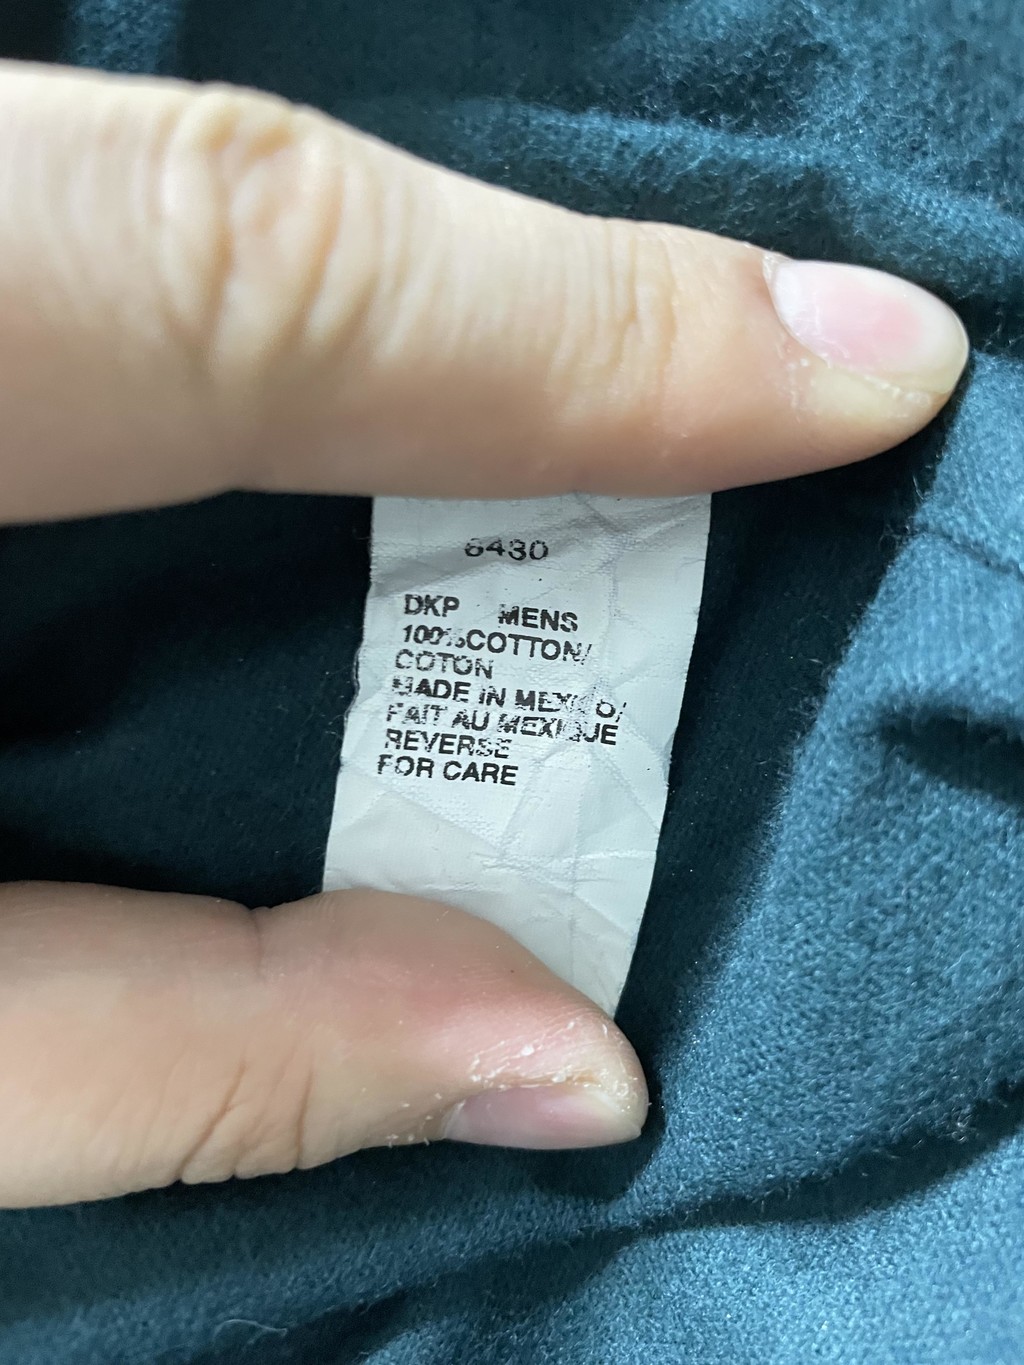 6430
DKP MENS
100%COTTON/
COTON
MADE IN MEXICO/
FAIT AU MEXIQUE
REVERSE
FOR CARE